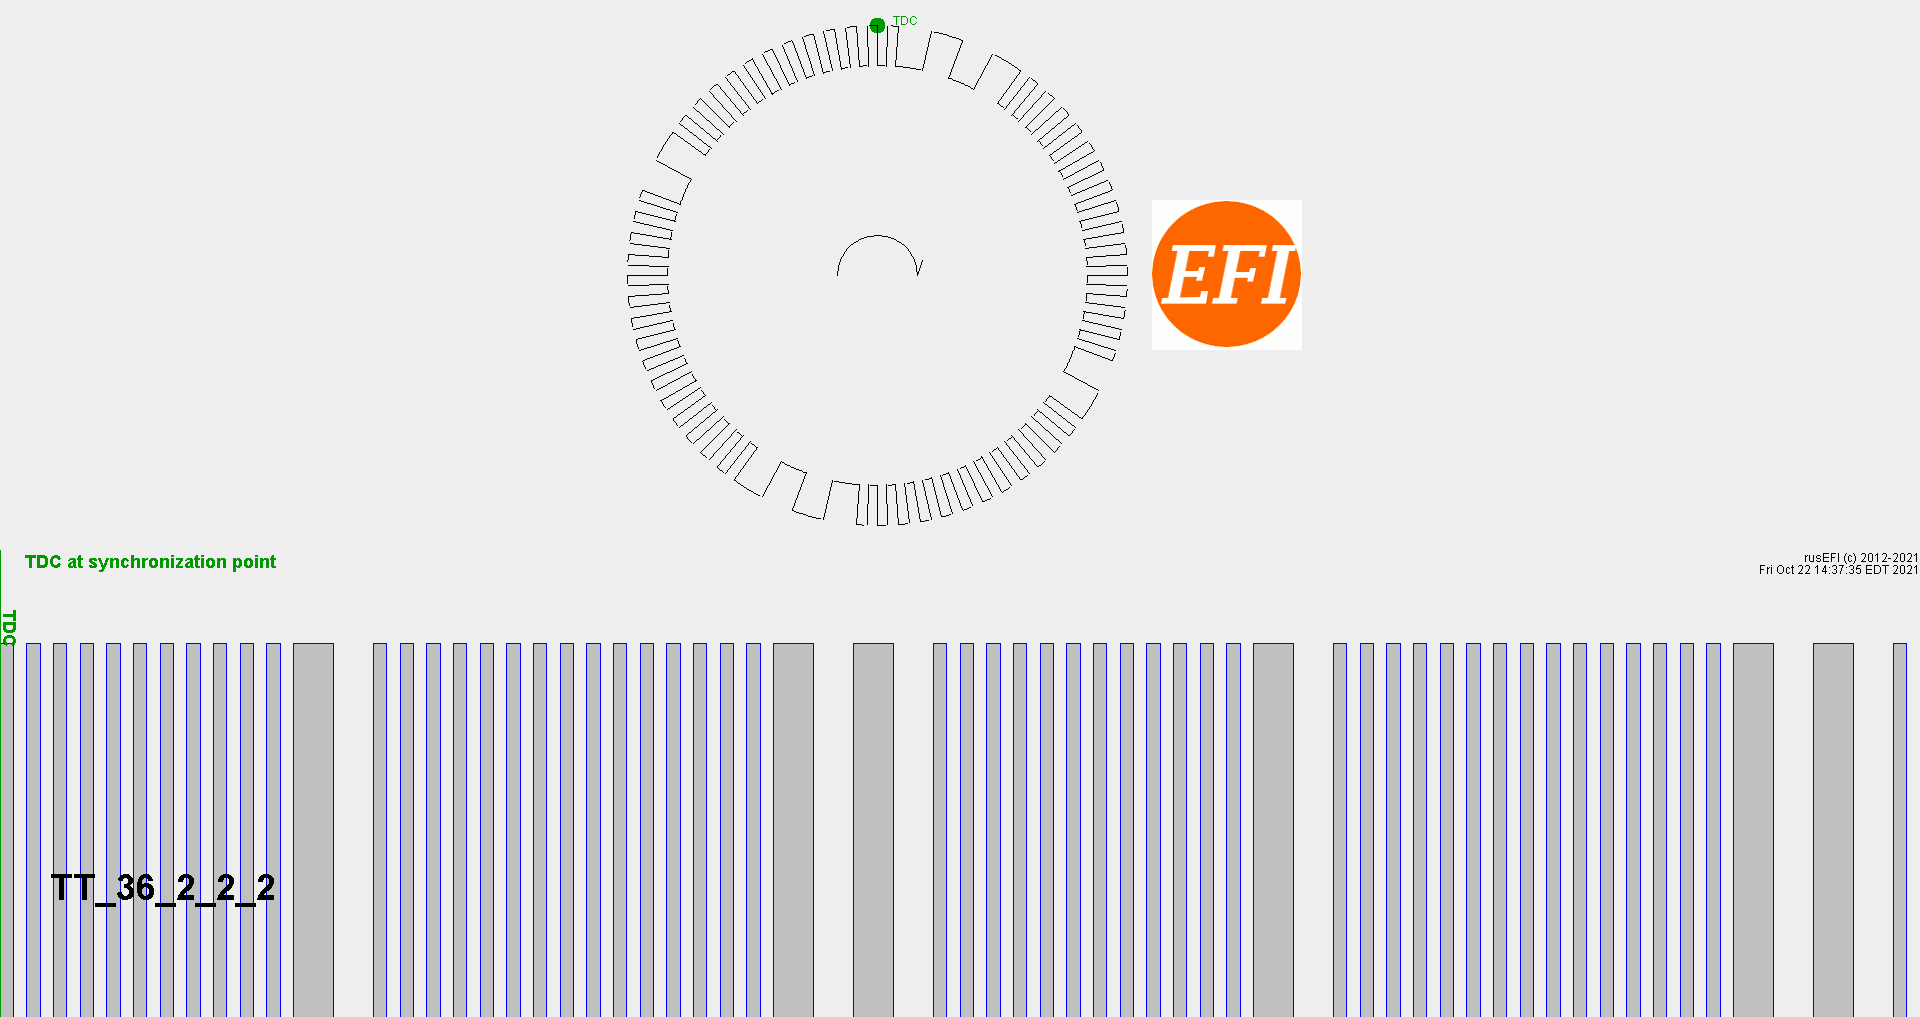 TDC
EFI
TDC at synchronization point
rusEFI (c) 2012-2021
Fri Oct 22 14:37:35 EDT 2021
TDC
TT_36_2_2_2